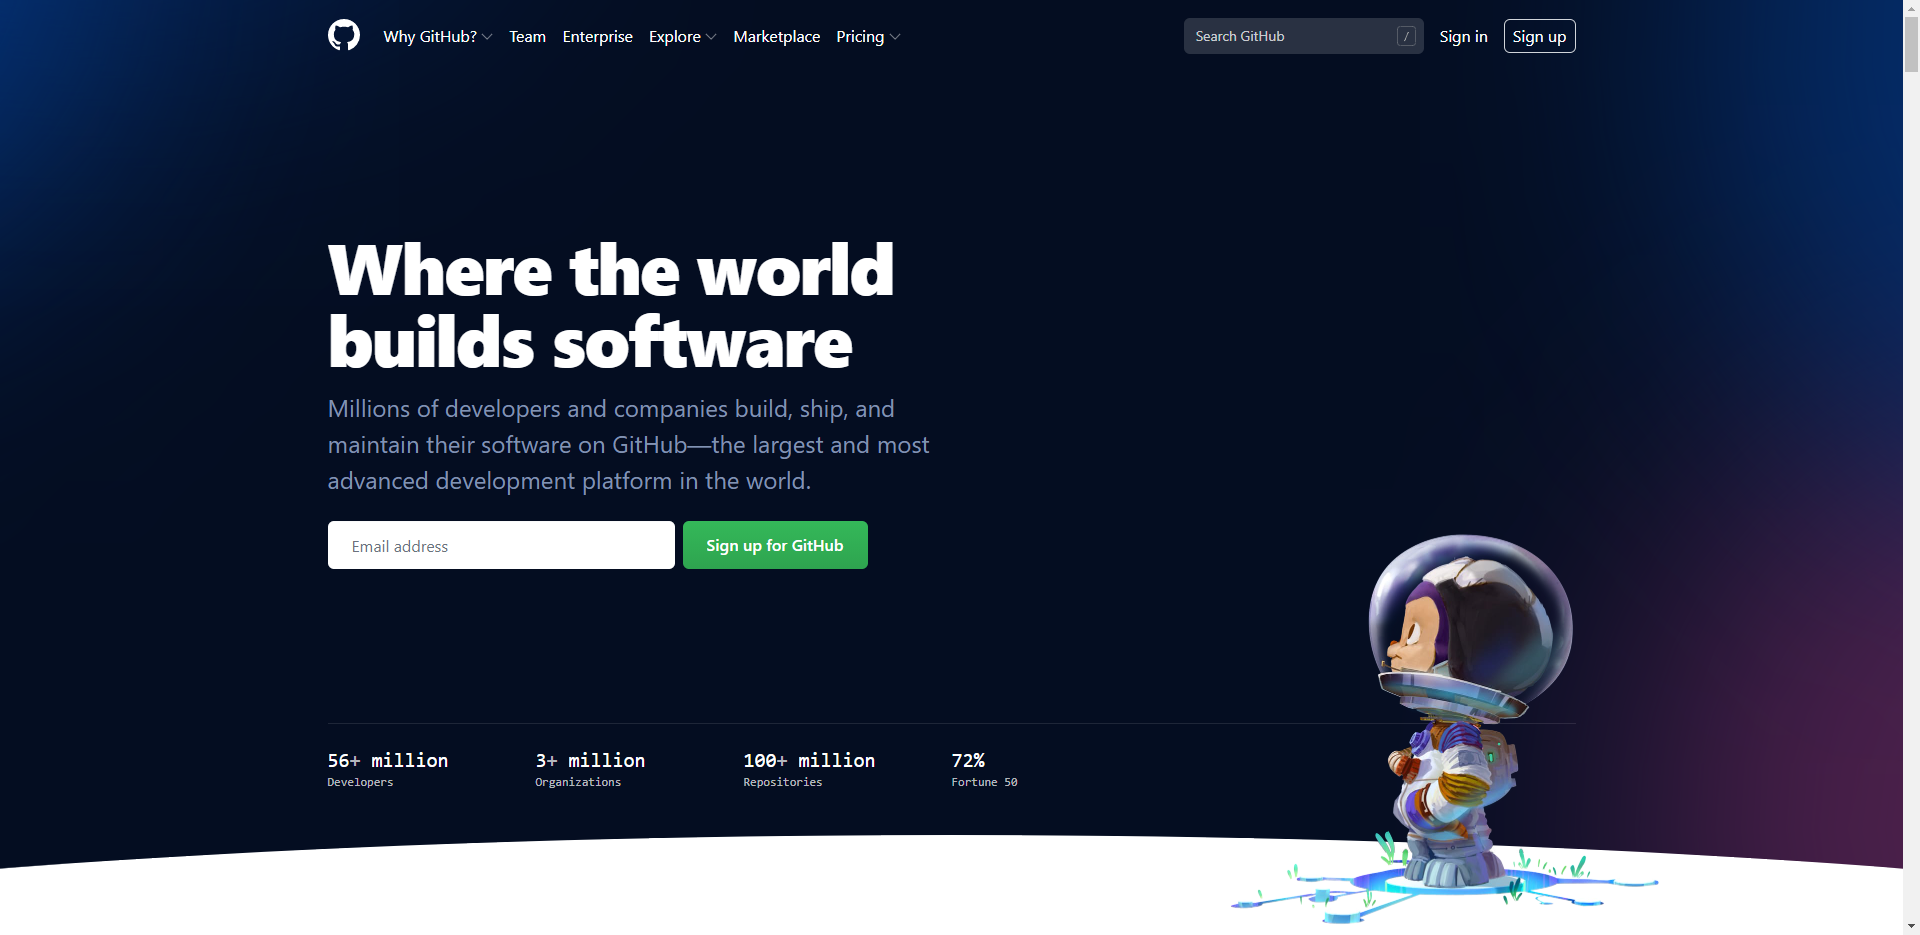 Why GitHub? Team Enterprise Explore Marketplace Pricing Search GitHub / Sign in Sign up
Where the world
builds software
Millions of developers and companies build, ship, and
maintain their software on GitHub—the largest and most
advanced development platform in the world.
Email address Sign up for GitHub
56+ million 3+ million 100+ million 72%
Developers Organizations Repositories Fortune 50